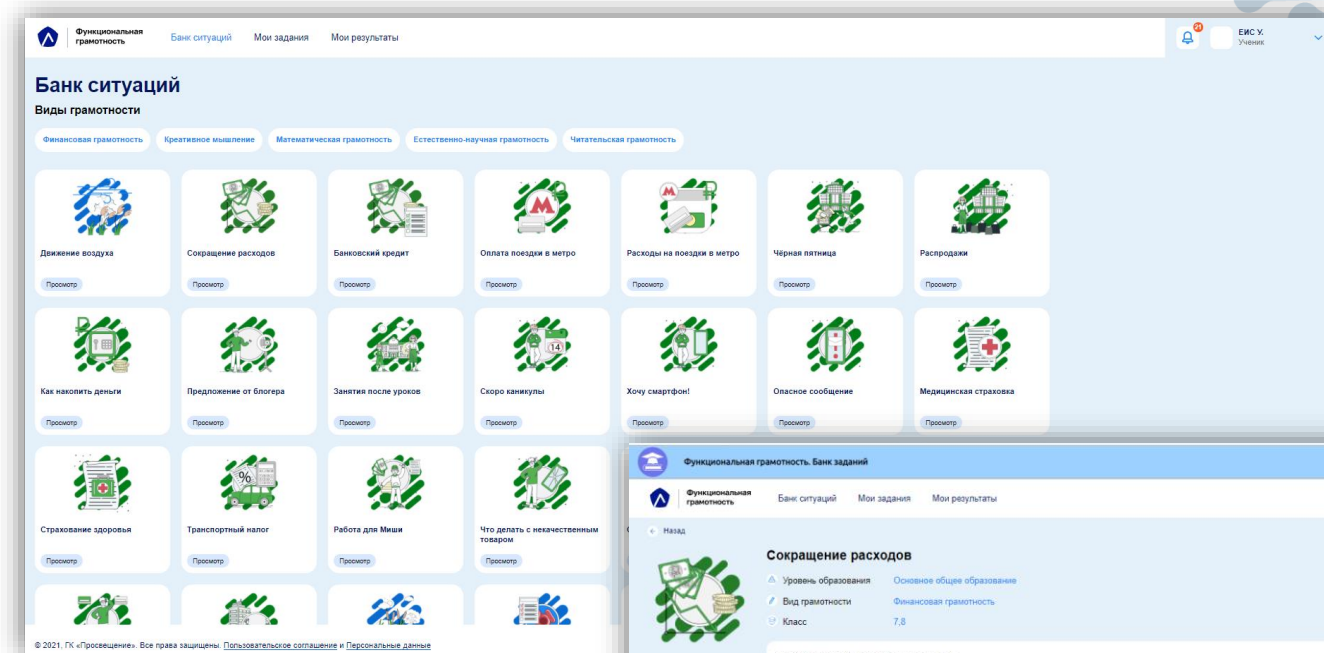 Функциональная
грамотность
Банк ситуаций
Мои задания
Мои результаты
21
ЕИС У.
Ученик
Банк ситуаций
Виды грамотности
Финансовая грамотность
Креативное мышление
Математическая грамотность
Естественно-научная грамотность
Читательская грамотность
Движение воздуха
Сокращение расходов
Банковский кредит
Оплата поездки в метро
Расходы на поездки в метро
Чёрная пятница
Распродажи
Просмотр
Просмотр
Просмотр
Просмотр
Просмотр
Просмотр
Просмотр
Как накопить деньги
Предложение от блогера
Занятия после уроков
Скоро каникулы
Хочу смартфон!
Опасное сообщение
Медицинская страховка
Просмотр
Просмотр
Просмотр
Просмотр
Просмотр
Просмотр
Просмотр
Страхование здоровья
Транспортный налог
Работа для Миши
Что делать с некачественным
товаром
Просмотр
Просмотр
Просмотр
Просмотр
© 2021, ГК «Просвещение». Все права защищены. Пользовательское соглашение и Персональные данные
Функциональная грамотность. Банк заданий
Функциональная
грамотность
Банк ситуаций
Мои задания
Мои результаты
Назад
Сокращение расходов
Уровень образования
Основное общее образование
Вид грамотности
Финансовая грамотность
Класс
7,8